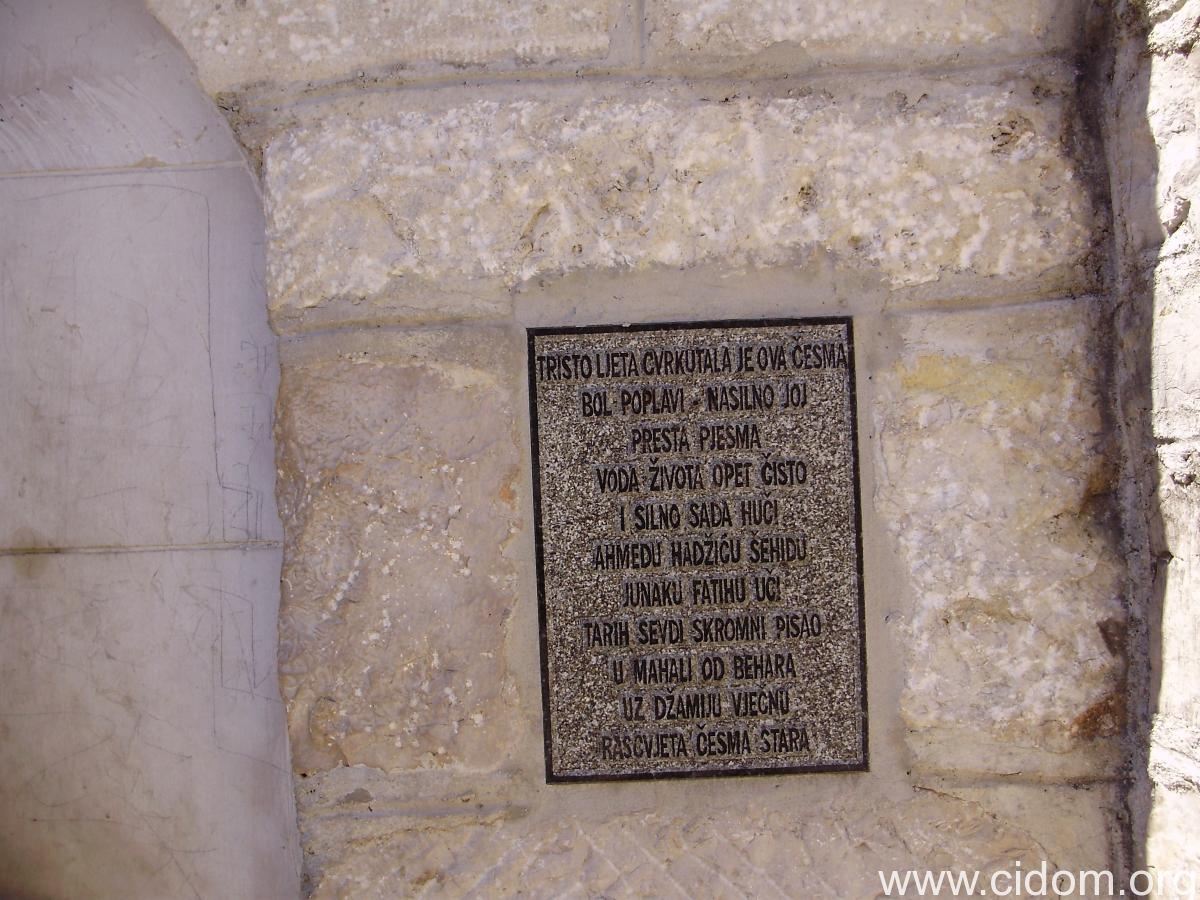 TRISTO LJETA CVRKUTALA JE OVA ČESMA
BOL POPLAVI - NASILNO JOJ
PRESTA PJESMA
VODA ŽIVOTA OPET ČISTO
I SILNO SADA HUČI
AHMEDU HADŽIĆU ŠEHIDU
JUNAKU FATIHU UČI
TARIH SEVDI SKROMNI PISAO
U MAHALI OD BEHARA
UZ DŽAMIJU VJEČNU
RASCVJETA ČESMA STARA
www.cidom.org